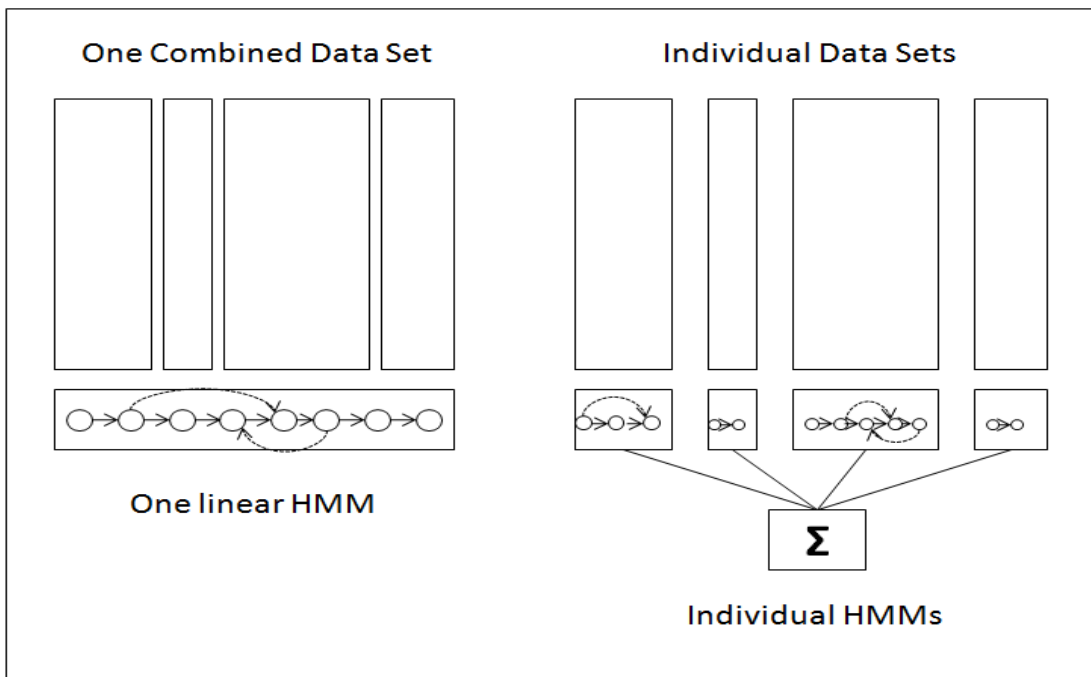 One Combined Data Set
Individual Data Sets
One linear HMM
Σ
Individual HMMs